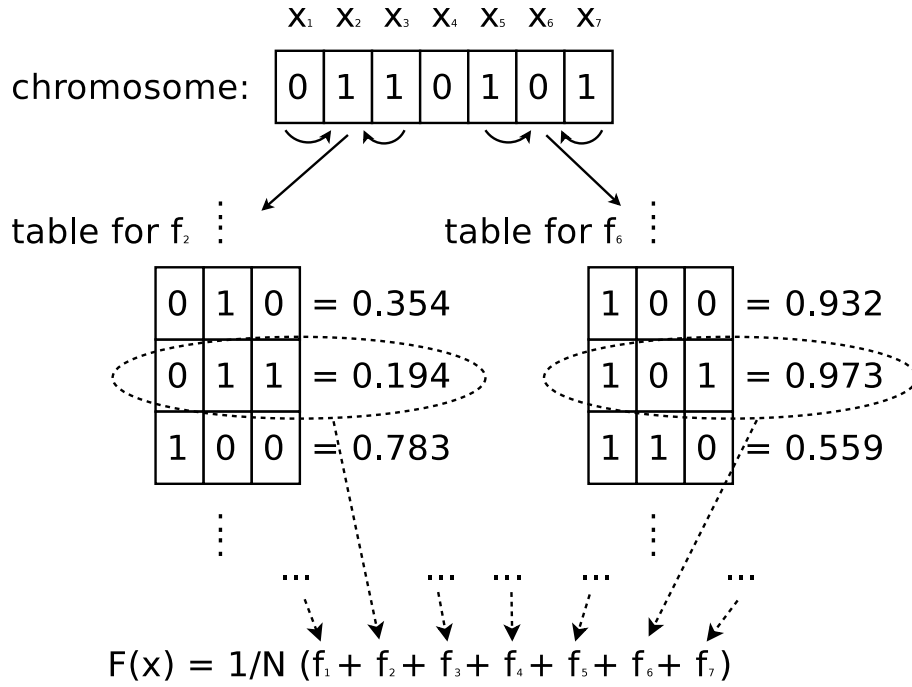 x₁ x₂ x₃ x₄ x₅ x₆ x₇
chromosome: 0 1 1 0 1 0 1
table for f₂ ⋮
0 1 0 = 0.354
0 1 1 = 0.194
1 0 0 = 0.783
⋮
table for f₆ ⋮
1 0 0 = 0.932
1 0 1 = 0.973
1 1 0 = 0.559
⋮
... ... ... ... ...
F(x) = 1/N (f₁ + f₂ + f₃ + f₄ + f₅ + f₆ + f₇)